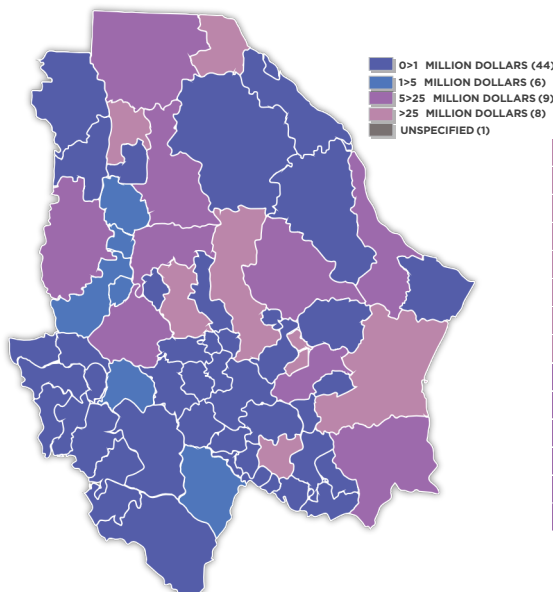 0>1 MILLION DOLLARS (44)
1>5 MILLION DOLLARS (6)
5>25 MILLION DOLLARS (9)
>25 MILLION DOLLARS (8)
UNSPECIFIED (1)